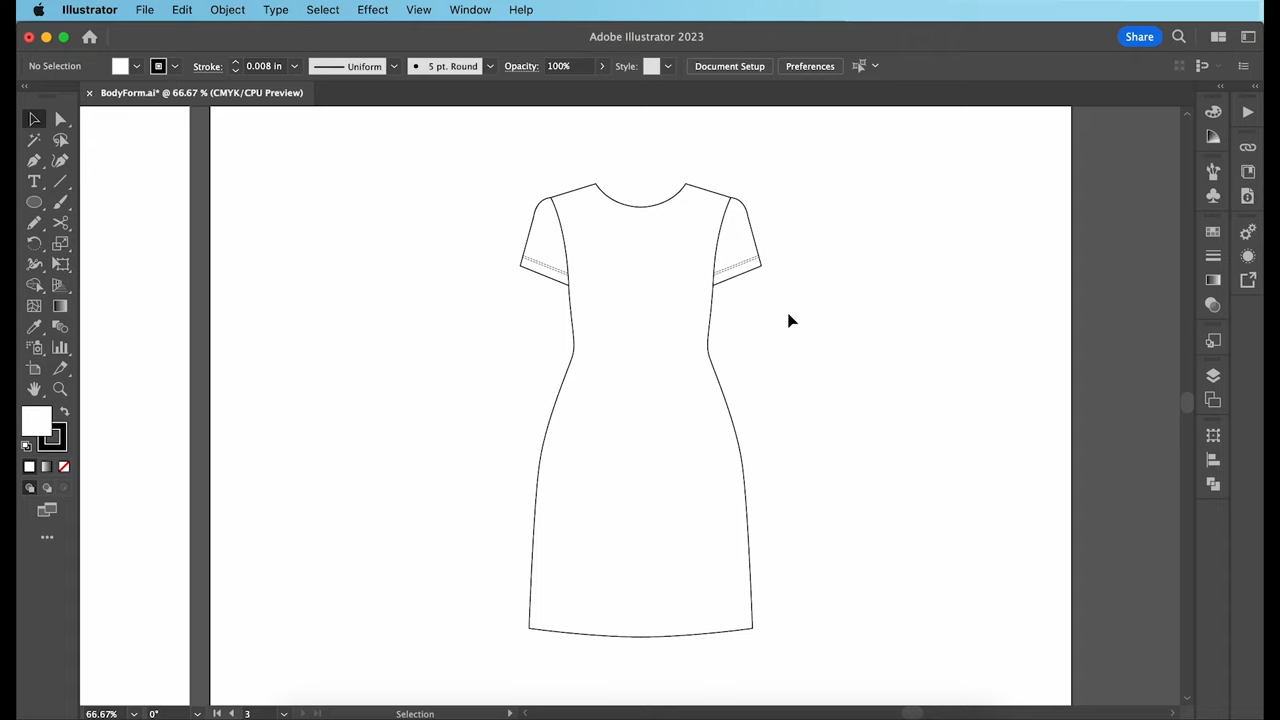 Illustrator File Edit Object Type Select Effect View Window Help
Adobe Illustrator 2023
Share
No Selection Stroke: 0.008 in Uniform 5 pt. Round Opacity: 100% Style: Document Setup Preferences
BodyForm.ai* @ 66.67 % (CMYK/CPU Preview)
66.67% 0° 3 Selection